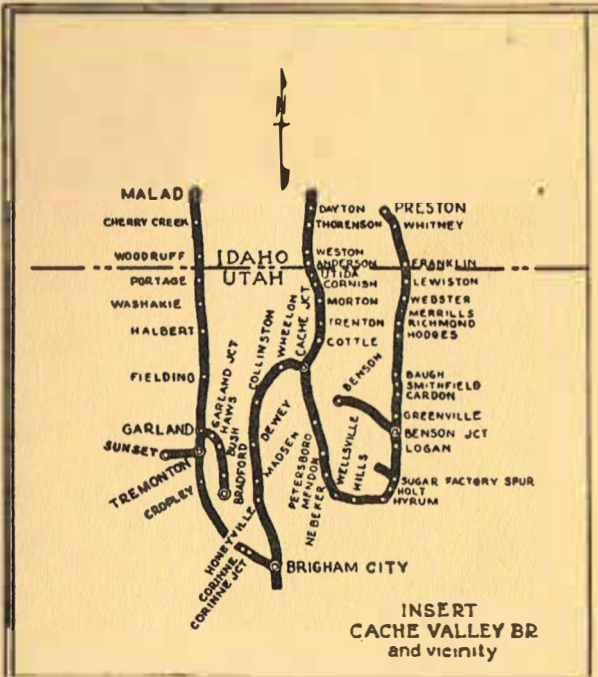 N
MALAD
CHERRY CREEK
WOODRUFF
IDAHO
UTAH
PORTAGE
WASHAKIE
HALBERT
FIELDING
GARLAND
SUNSET
TREMONTON
CROPLEY
GARLAND JCT
HAWS
BUSH
BRADFORD
HONEYVILLE
CORINNE
CORINNE JCT
COLLINSTON
WHEELON
CACHE JCT
DEWEY
MADSEN
BRIGHAM CITY
DAYTON
THORENSON
WESTON
ANDERSON
UTIDA
CORNISH
MORTON
TRENTON
COTTLE
PETERSBORO
MENDON
NEBEKER
WELLSVILLE
HILLS
BENSON
PRESTON
WHITNEY
FRANKLIN
LEWISTON
WEBSTER
MERRILLS
RICHMOND
HODGES
BAUGH
SMITHFIELD
CARDON
GREENVILLE
BENSON JCT
LOGAN
SUGAR FACTORY SPUR
HOLT
HYRUM
INSERT
CACHE VALLEY BR
and vicinity